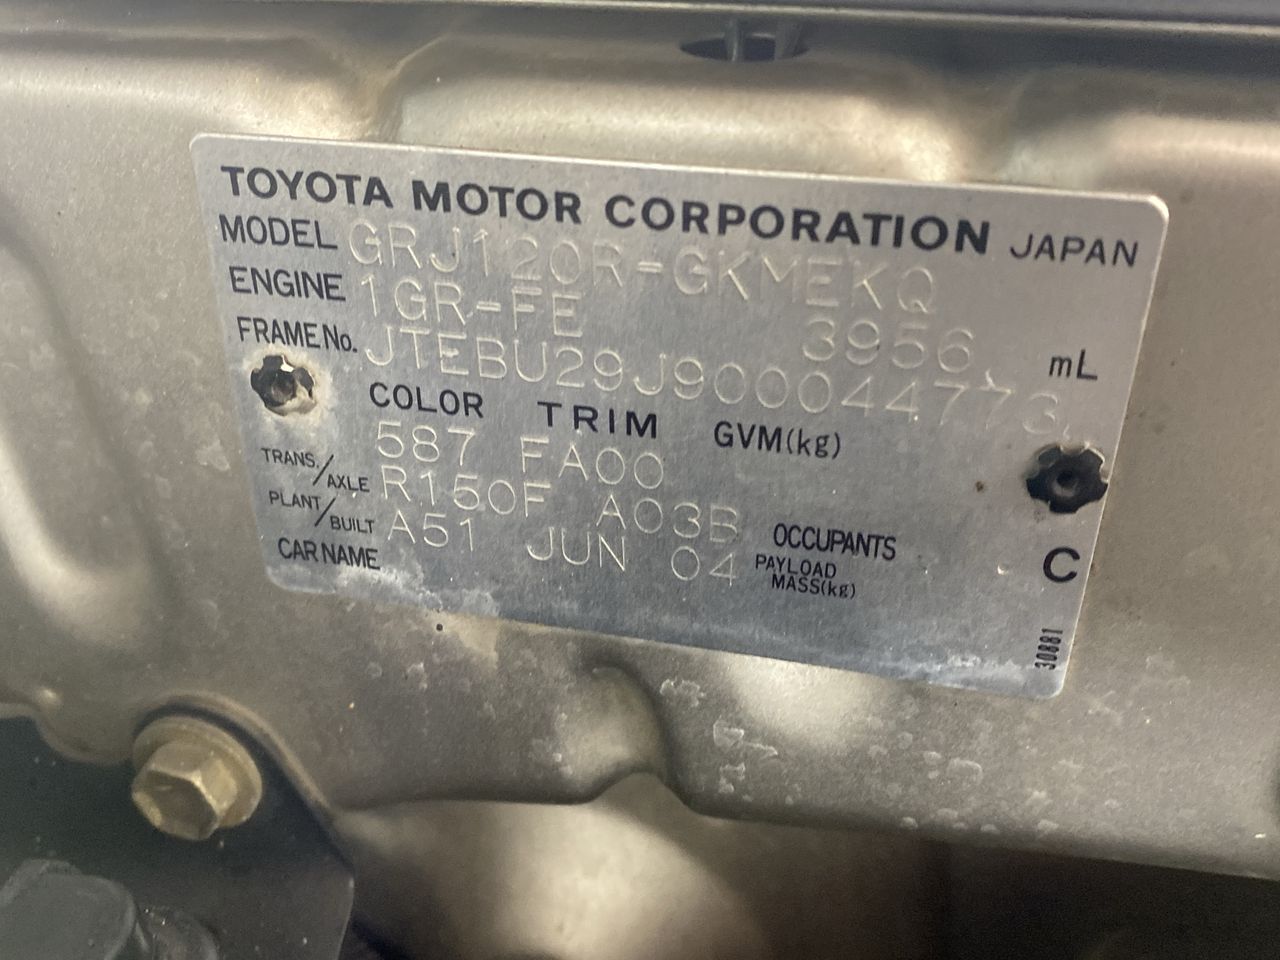 TOYOTA MOTOR CORPORATION JAPAN
MODEL GRJ120R-GKMEKQ
ENGINE 1GR-FE 3956 mL
FRAME No. JTEBU29J900044773
COLOR TRIM GVM(kg)
587 FA00
TRANS./AXLE R150F A03B
PLANT/BUILT A51 JUN 04
OCCUPANTS
CAR NAME
PAYLOAD MASS(kg)
C
30881